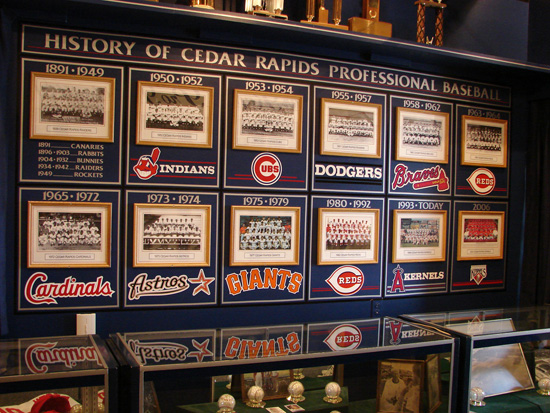 HISTORY OF CEDAR RAPIDS PROFESSIONAL BASEBALL
1891·1949
1891......... CANARIES
1896·1903..... RABBITS
1904·1932..... BUNNIES
1934·1942..... RAIDERS
1949......... ROCKETS
1950·1952
INDIANS
1953·1954
CUBS
1955·1957
DODGERS
1958·1962
Braves
1963·1964
REDS
1965·1972
Cardinals
1973·1974
Astros
1975·1979
GIANTS
1980·1992
REDS
1993·TODAY
A KERNELS
2006